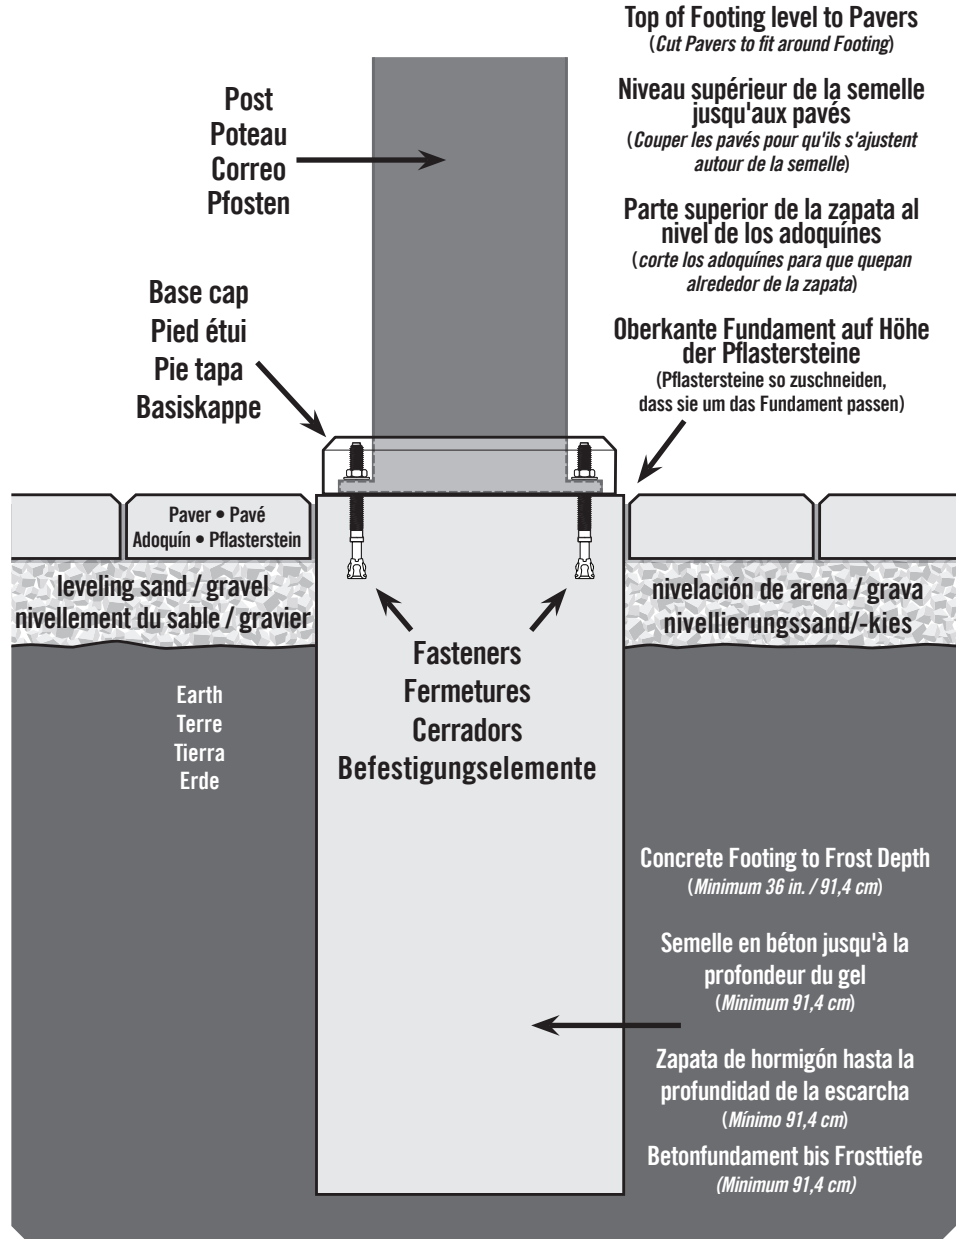 Top of Footing level to Pavers
(Cut Pavers to fit around Footing)
Niveau supérieur de la semelle
jusqu'aux pavés
(Couper les pavés pour qu'ils s'ajustent
autour de la semelle)
Parte superior de la zapata al
nivel de los adoquínes
(corte los adoquínes para que quepan
alrededor de la zapata)
Oberkante Fundament auf Höhe
der Pflastersteine
(Pflastersteine so zuschneiden,
dass sie um das Fundament passen)
Post
Poteau
Correo
Pfosten
Base cap
Pied étui
Pie tapa
Basiskappe
Paver • Pavé
Adoquín • Pflasterstein
leveling sand / gravel
nivellement du sable / gravier
nivelación de arena / grava
nivellierungssand/-kies
Fasteners
Fermetures
Cerradors
Befestigungselemente
Earth
Terre
Tierra
Erde
Concrete Footing to Frost Depth
(Minimum 36 in. / 91,4 cm)
Semelle en béton jusqu'à la
profondeur du gel
(Minimum 91,4 cm)
Zapata de hormigón hasta la
profundidad de la escarcha
(Mínimo 91,4 cm)
Betonfundament bis Frosttiefe
(Minimum 91,4 cm)